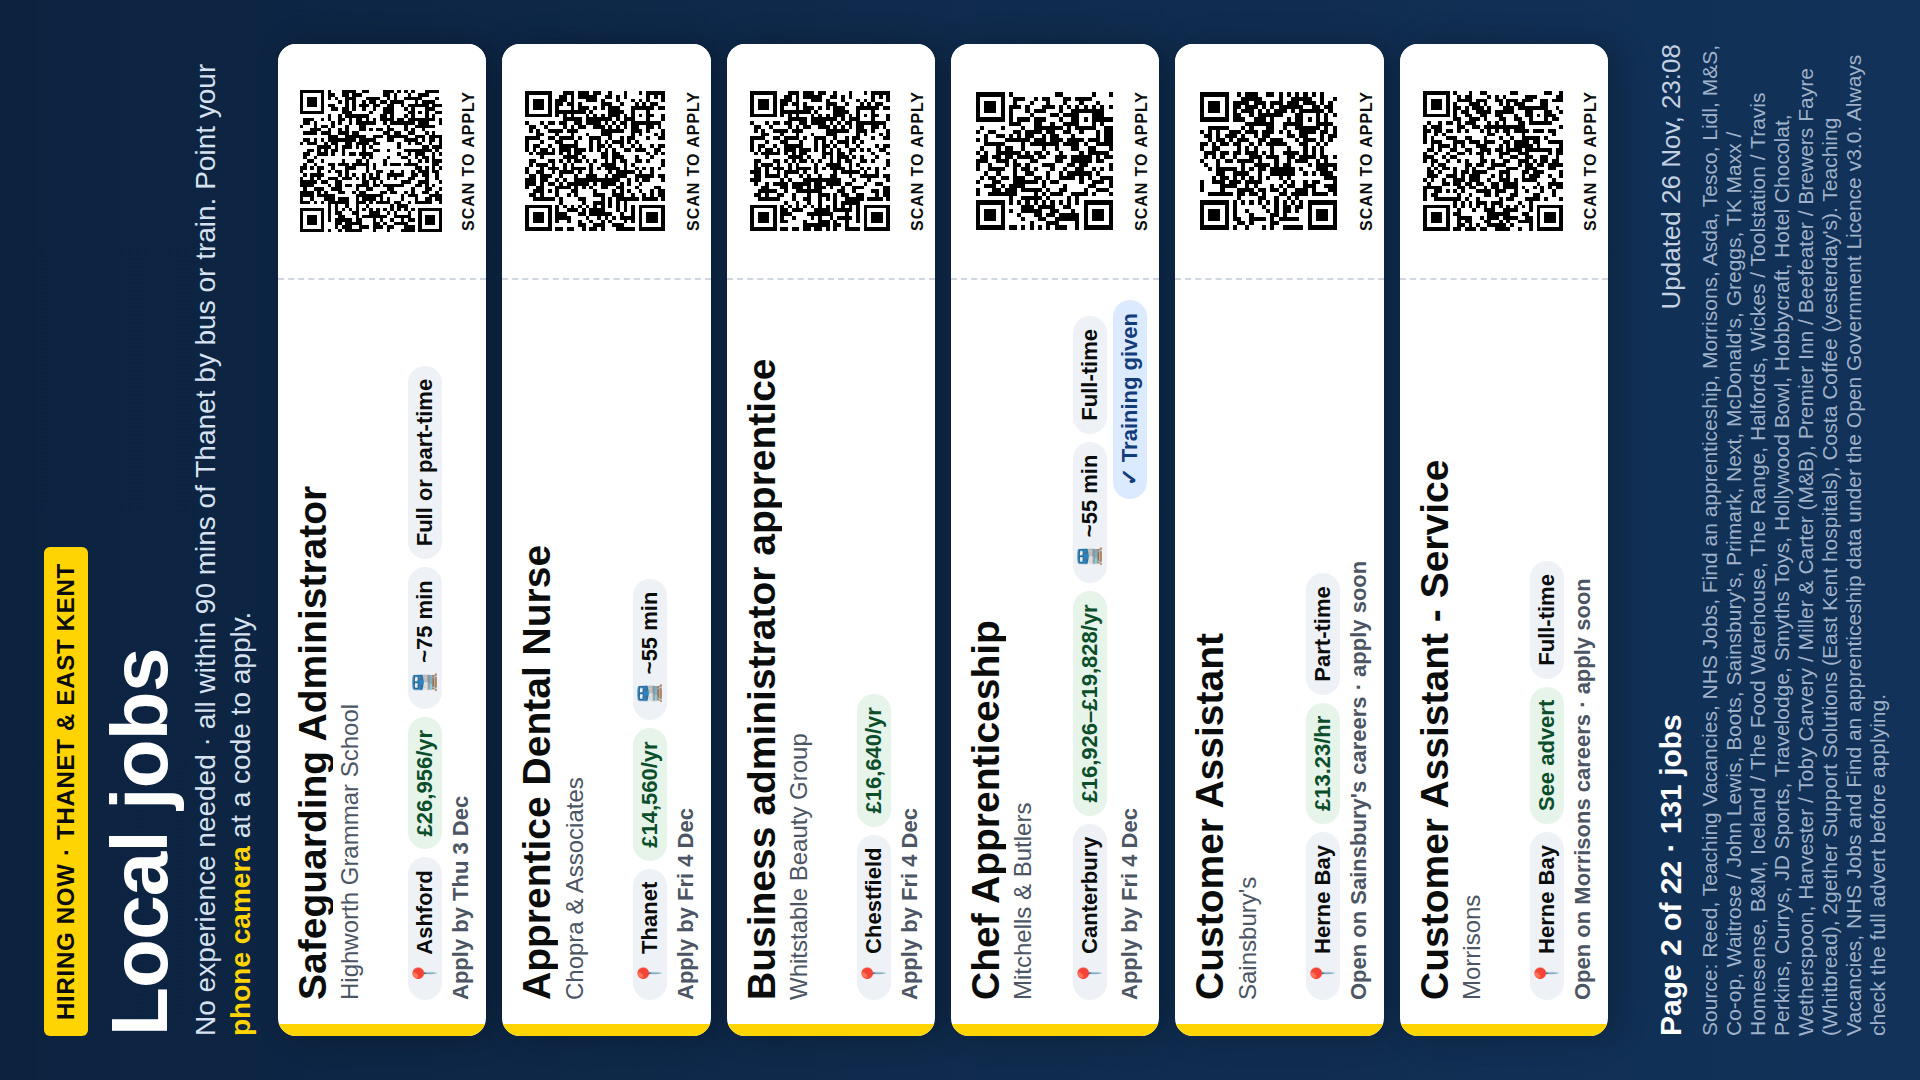 HIRING NOW · THANET & EAST KENT
Local jobs
No experience needed · all within 90 mins of Thanet by bus or train. Point your
phone camera at a code to apply.
Safeguarding Administrator
Highworth Grammar School
📍 Ashford £26,956/yr 🚆 ~75 min Full or part-time
Apply by Thu 3 Dec
SCAN TO APPLY
Apprentice Dental Nurse
Chopra & Associates
📍 Thanet £14,560/yr 🚆 ~55 min
Apply by Fri 4 Dec
SCAN TO APPLY
Business administrator apprentice
Whitstable Beauty Group
📍 Chestfield £16,640/yr
Apply by Fri 4 Dec
SCAN TO APPLY
Chef Apprenticeship
Mitchells & Butlers
📍 Canterbury £16,926–£19,828/yr 🚆 ~55 min Full-time
✓ Training given
Apply by Fri 4 Dec
SCAN TO APPLY
Customer Assistant
Sainsbury's
📍 Herne Bay £13.23/hr Part-time
Open on Sainsbury's careers · apply soon
SCAN TO APPLY
Customer Assistant - Service
Morrisons
📍 Herne Bay See advert Full-time
Open on Morrisons careers · apply soon
SCAN TO APPLY
Page 2 of 22 · 131 jobs
Updated 26 Nov, 23:08
Source: Reed, Teaching Vacancies, NHS Jobs, Find an apprenticeship, Morrisons, Asda, Tesco, Lidl, M&S,
Co-op, Waitrose / John Lewis, Boots, Sainsbury's, Primark, Next, McDonald's, Greggs, TK Maxx /
Homesense, B&M, Iceland / The Food Warehouse, The Range, Halfords, Wickes / Toolstation / Travis
Perkins, Currys, JD Sports, Travelodge, Smyths Toys, Hollywood Bowl, Hobbycraft, Hotel Chocolat,
Wetherspoon, Harvester / Toby Carvery / Miller & Carter (M&B), Premier Inn / Beefeater / Brewers Fayre
(Whitbread), 2gether Support Solutions (East Kent hospitals), Costa Coffee (yesterday's). Teaching
Vacancies, NHS Jobs and Find an apprenticeship data under the Open Government Licence v3.0. Always
check the full advert before applying.